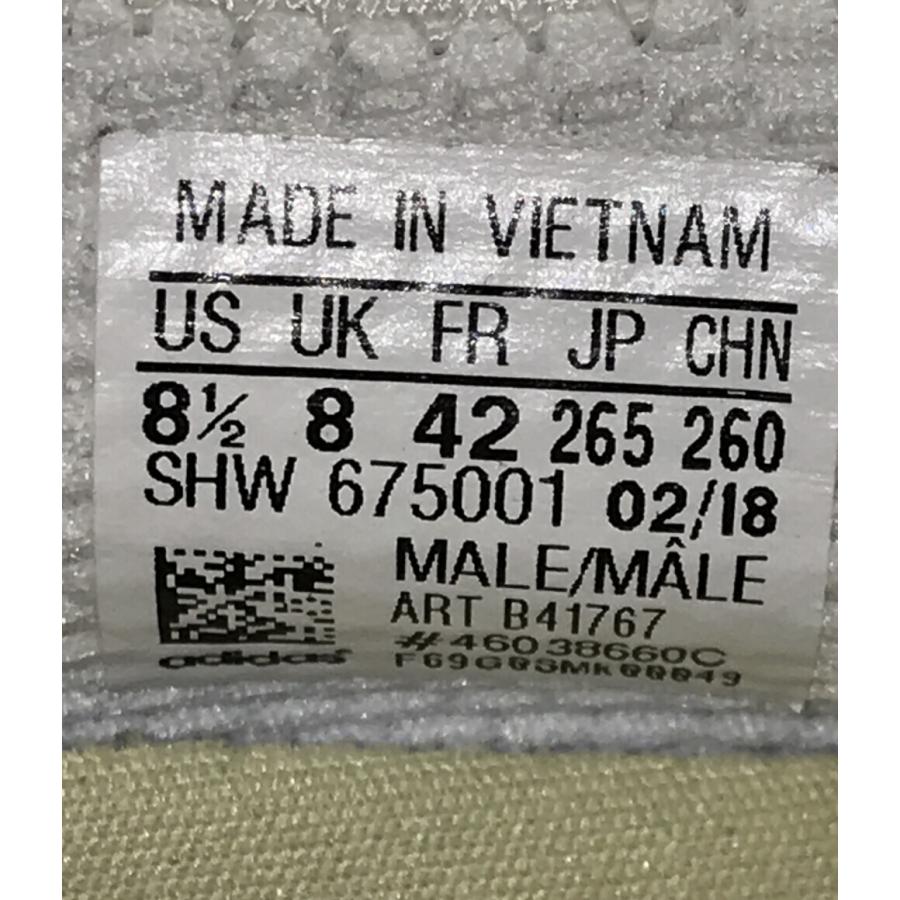 MADE IN VIETNAM
US UK FR JP CHN
8½ 8 42 265 260
SHW 675001 02/18
MALE/MÂLE
ART B41767
#46038660C
adidas